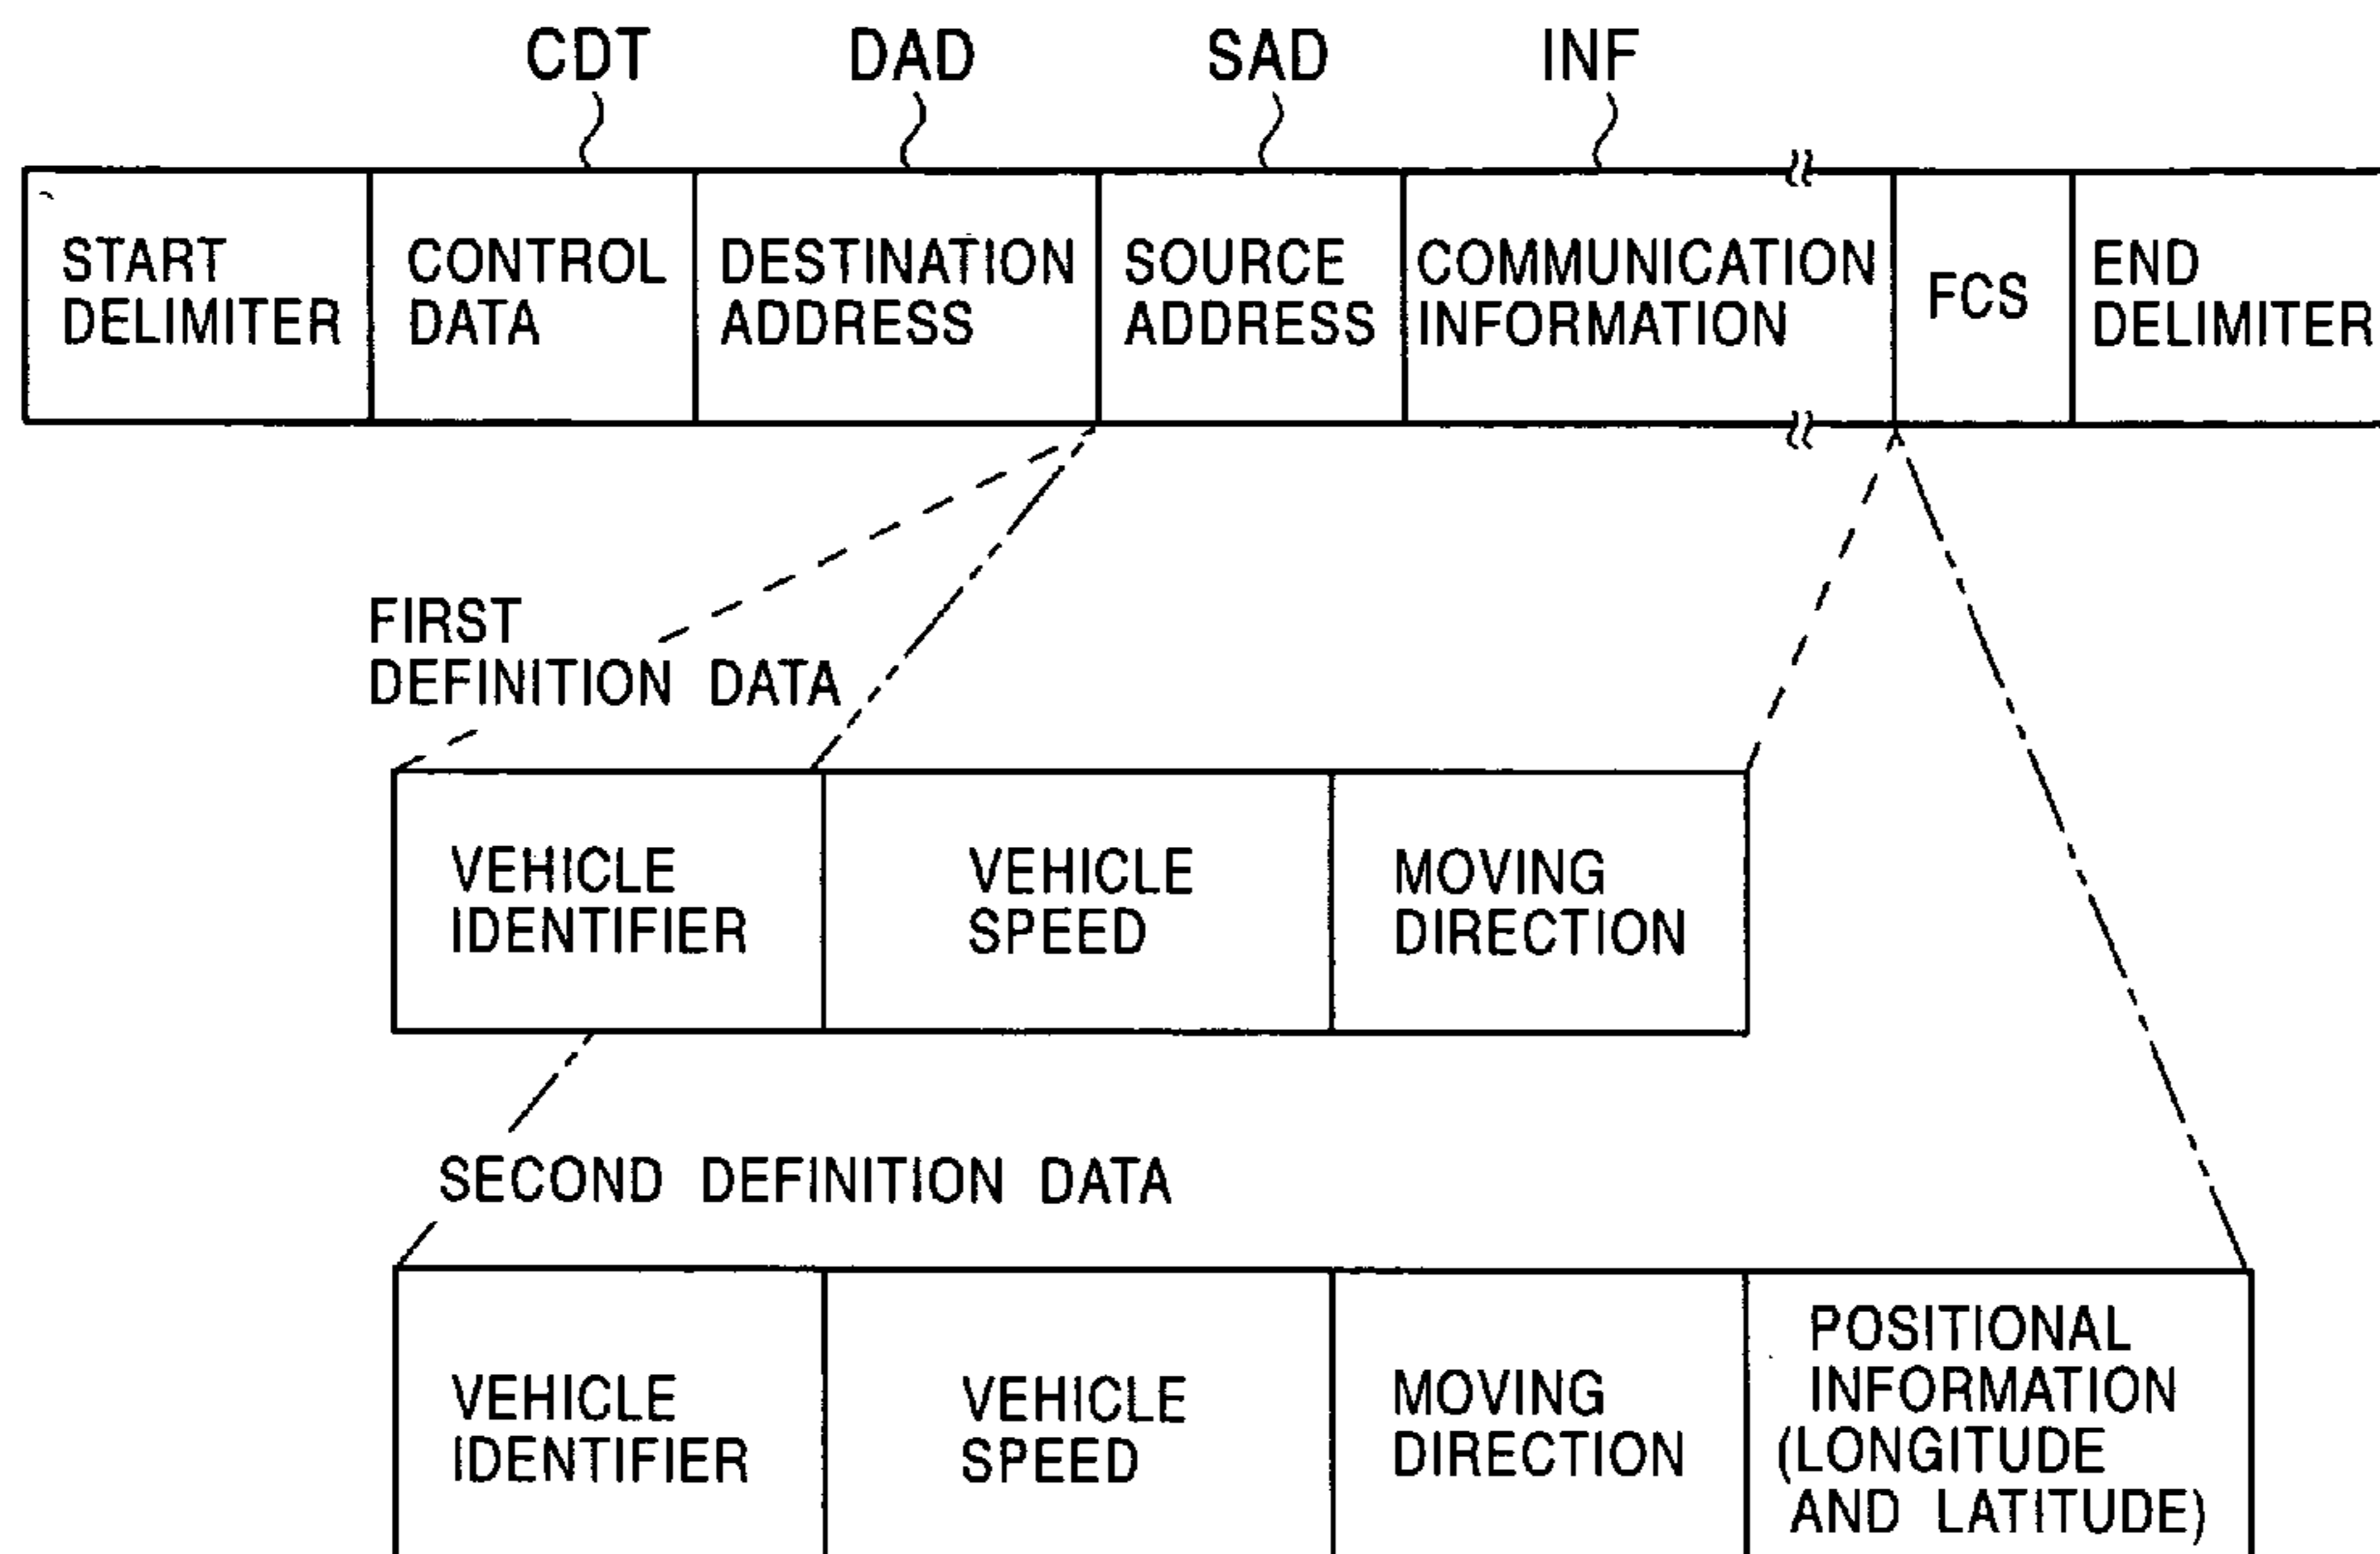 CDT DAD SAD INF
START DELIMITER
CONTROL DATA
DESTINATION ADDRESS
SOURCE ADDRESS
COMMUNICATION INFORMATION
FCS
END DELIMITER
FIRST
DEFINITION DATA
VEHICLE IDENTIFIER
VEHICLE SPEED
MOVING DIRECTION
SECOND DEFINITION DATA
VEHICLE IDENTIFIER
VEHICLE SPEED
MOVING DIRECTION
POSITIONAL
INFORMATION
(LONGITUDE
AND LATITUDE)